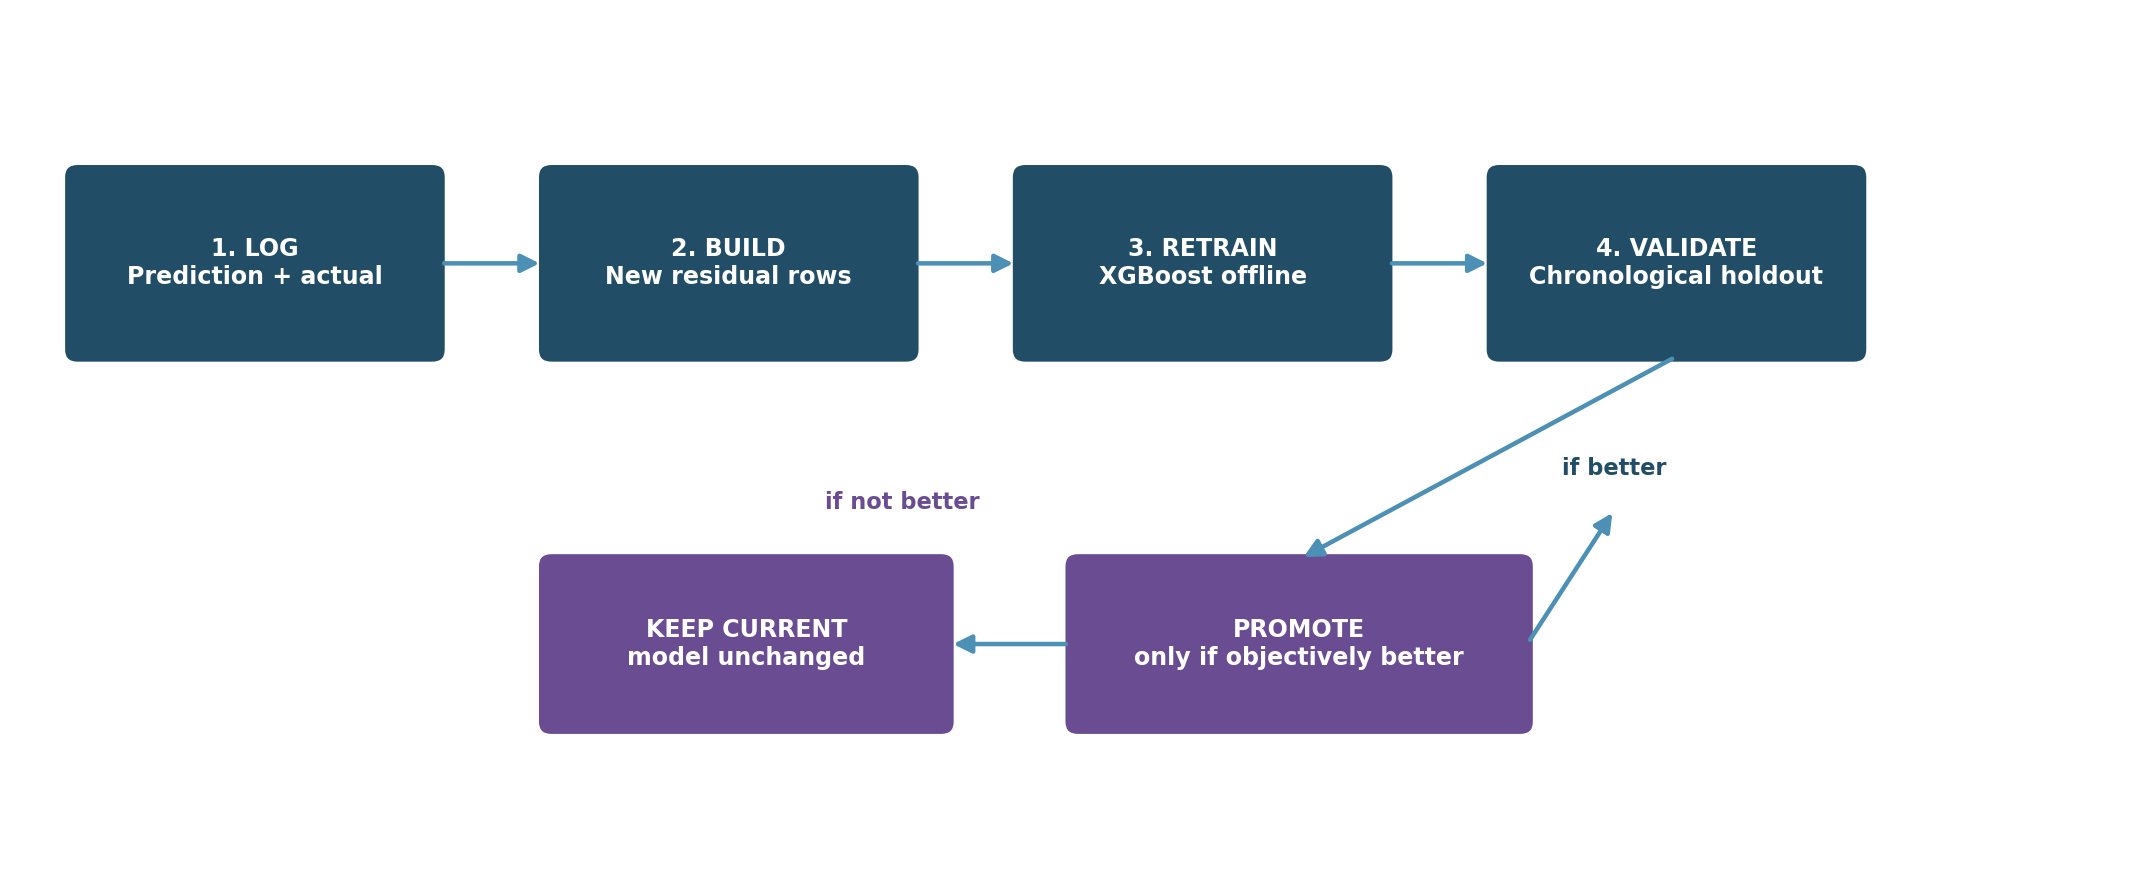 1. LOG
Prediction + actual
2. BUILD
New residual rows
3. RETRAIN
XGBoost offline
4. VALIDATE
Chronological holdout
if better
if not better
KEEP CURRENT
model unchanged
PROMOTE
only if objectively better